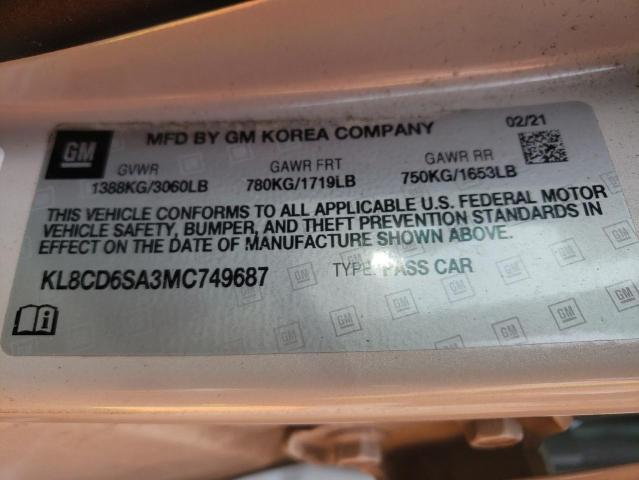 GM
MFD BY GM KOREA COMPANY
02/21
GVWR GAWR FRT GAWR RR
1388KG/3060LB 780KG/1719LB 750KG/1653LB
THIS VEHICLE CONFORMS TO ALL APPLICABLE U.S. FEDERAL MOTOR
VEHICLE SAFETY, BUMPER, AND THEFT PREVENTION STANDARDS IN
EFFECT ON THE DATE OF MANUFACTURE SHOWN ABOVE.
KL8CD6SA3MC749687 TYPE: PASS CAR